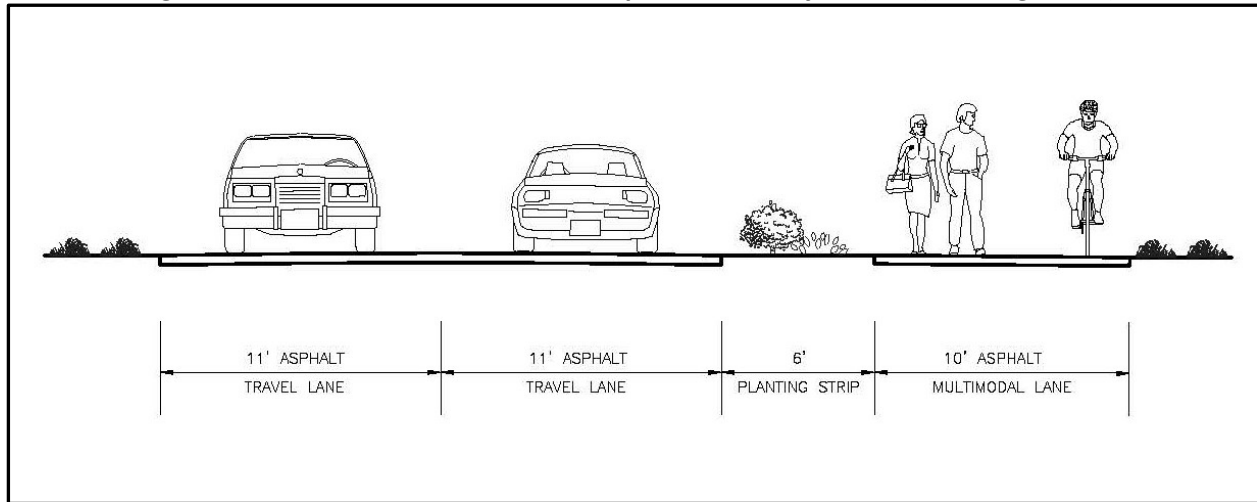 11' ASPHALT
TRAVEL LANE
11' ASPHALT
TRAVEL LANE
6'
PLANTING STRIP
10' ASPHALT
MULTIMODAL LANE